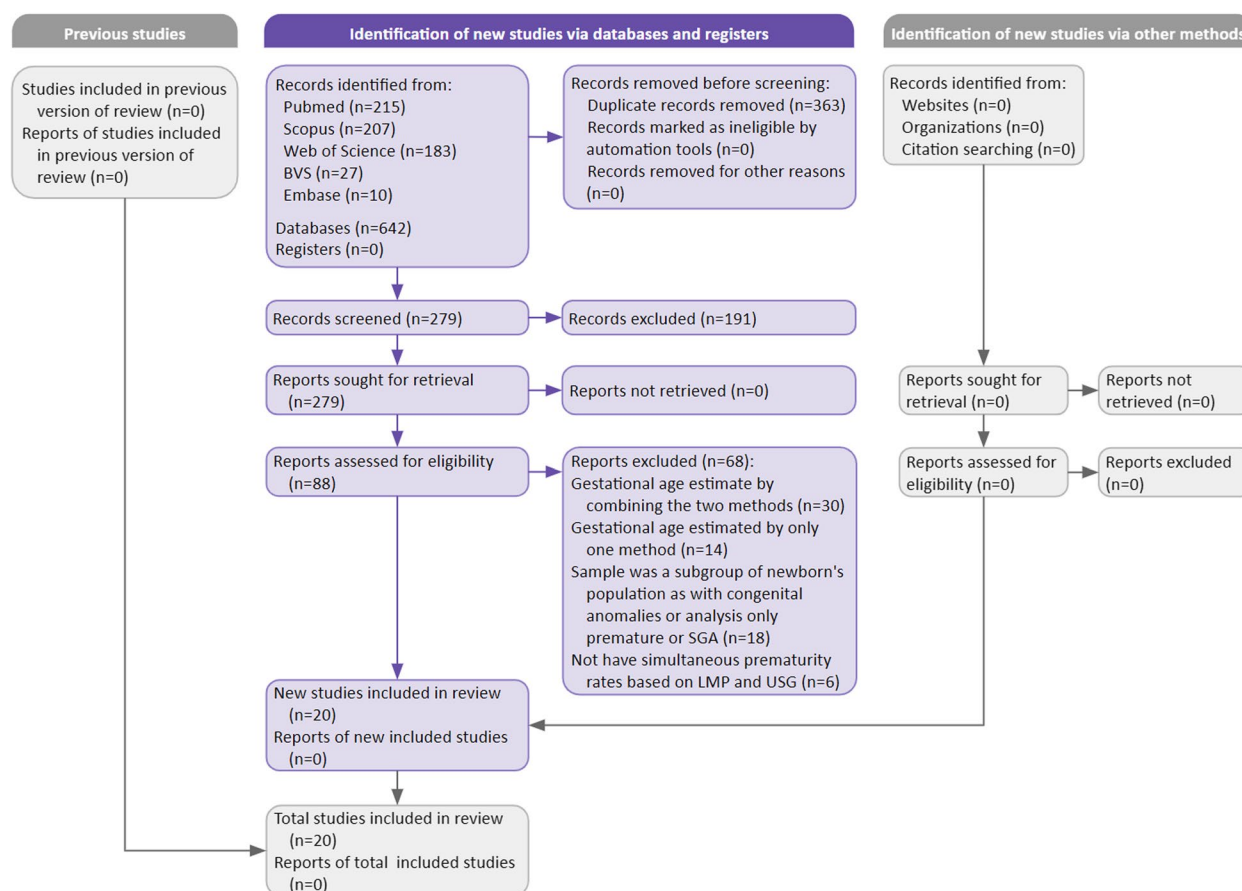 Previous studies
Identification of new studies via databases and registers
Identification of new studies via other methods
Studies included in previous
version of review (n=0)
Reports of studies included
in previous version of
review (n=0)
Records identified from:
Pubmed (n=215)
Scopus (n=207)
Web of Science (n=183)
BVS (n=27)
Embase (n=10)
Databases (n=642)
Registers (n=0)
Records removed before screening:
Duplicate records removed (n=363)
Records marked as ineligible by
automation tools (n=0)
Records removed for other reasons
(n=0)
Records identified from:
Websites (n=0)
Organizations (n=0)
Citation searching (n=0)
Records screened (n=279)
Records excluded (n=191)
Reports sought for retrieval
(n=279)
Reports not retrieved (n=0)
Reports sought for
retrieval (n=0)
Reports not
retrieved (n=0)
Reports assessed for eligibility
(n=88)
Reports excluded (n=68):
Gestational age estimate by
combining the two methods (n=30)
Gestational age estimated by only
one method (n=14)
Sample was a subgroup of newborn's
population as with congenital
anomalies or analysis only
premature or SGA (n=18)
Not have simultaneous prematurity
rates based on LMP and USG (n=6)
Reports assessed for
eligibility (n=0)
Reports excluded
(n=0)
New studies included in review
(n=20)
Reports of new included studies
(n=0)
Total studies included in review
(n=20)
Reports of total included studies
(n=0)